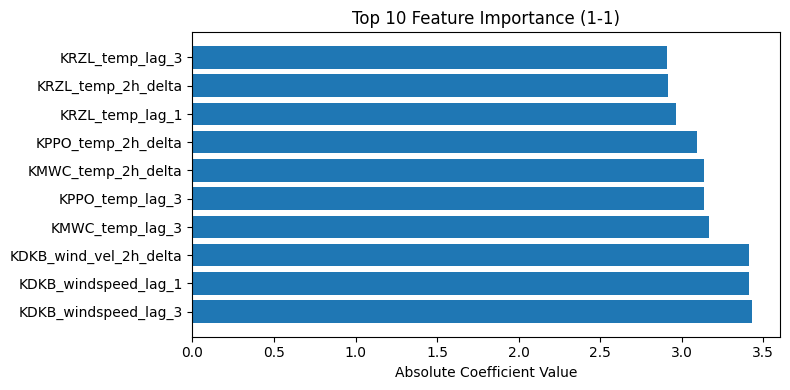 Top 10 Feature Importance (1-1)
KRZL_temp_lag_3
KRZL_temp_2h_delta
KRZL_temp_lag_1
KPPO_temp_2h_delta
KMWC_temp_2h_delta
KPPO_temp_lag_3
KMWC_temp_lag_3
KDKB_wind_vel_2h_delta
KDKB_windspeed_lag_1
KDKB_windspeed_lag_3
0.0 0.5 1.0 1.5 2.0 2.5 3.0 3.5
Absolute Coefficient Value